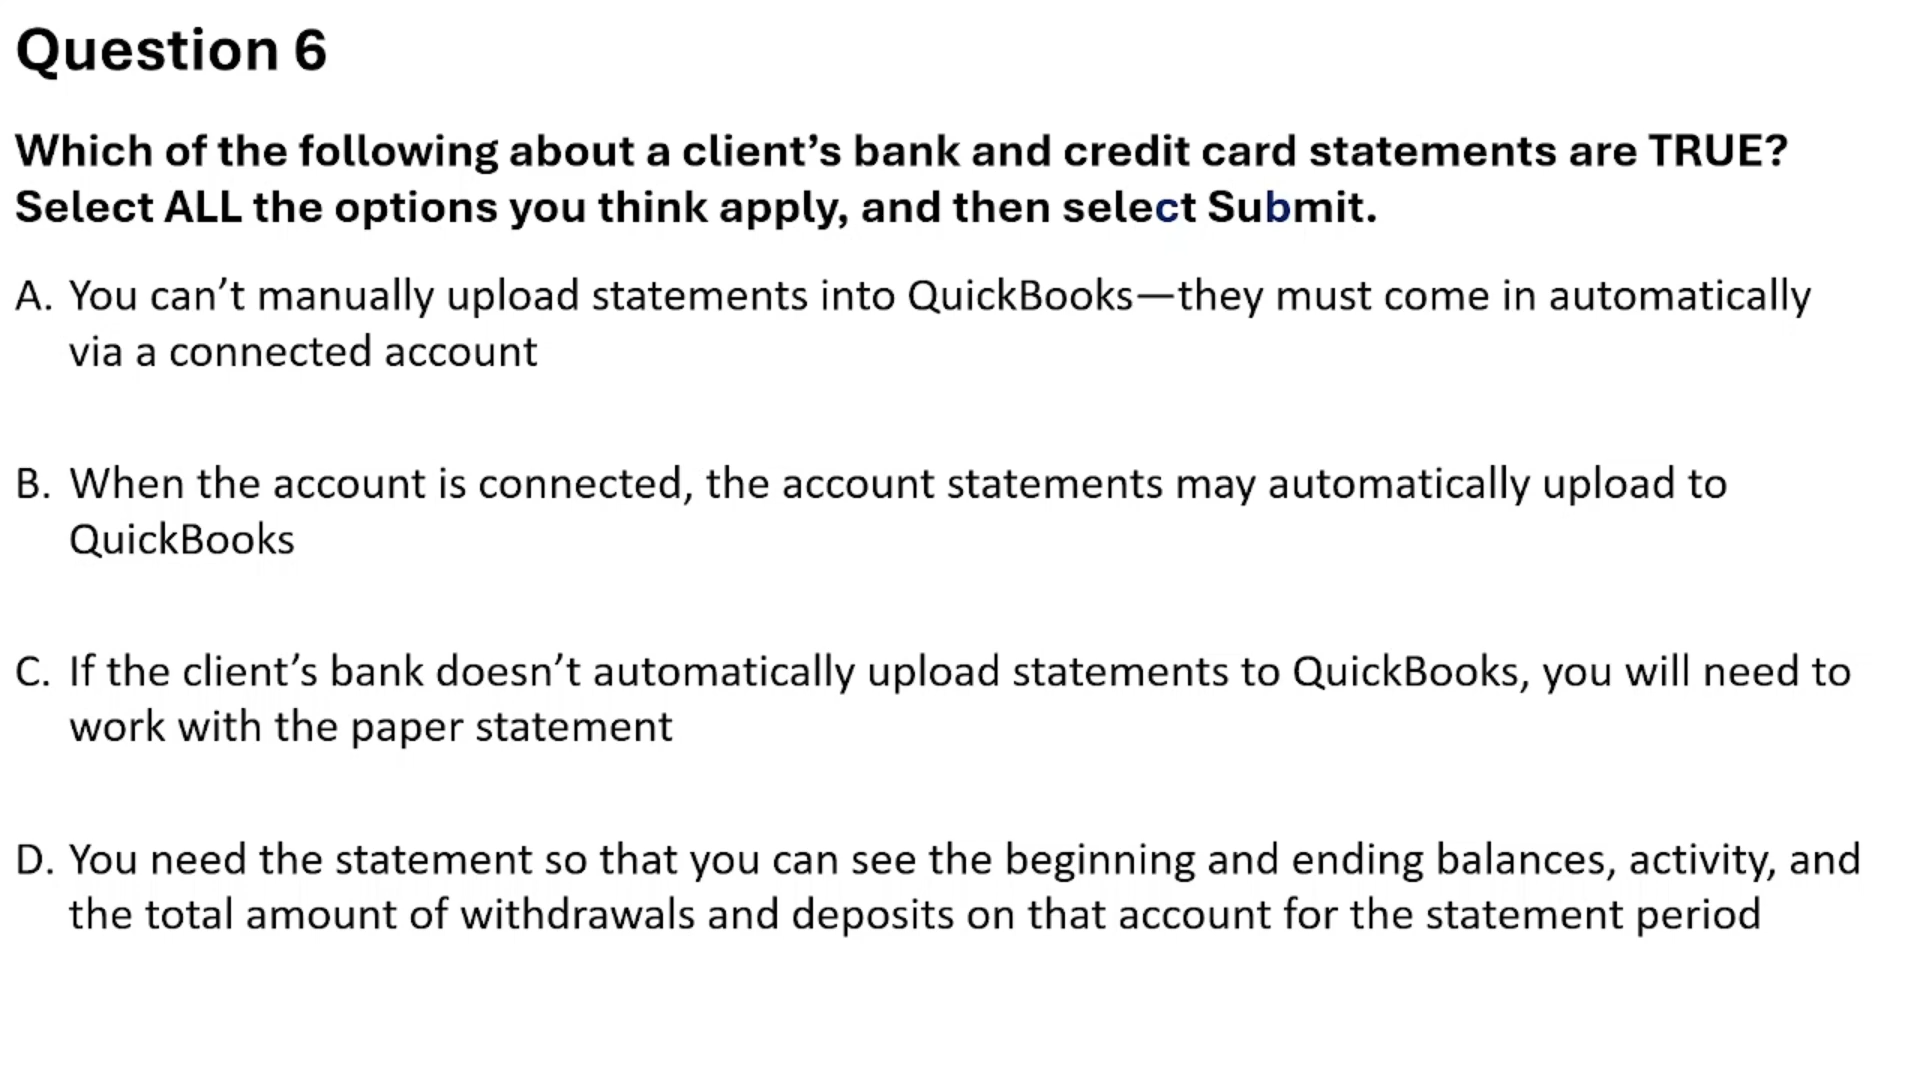 Question 6
Which of the following about a client’s bank and credit card statements are TRUE?
Select ALL the options you think apply, and then select Submit.
A. You can’t manually upload statements into QuickBooks—they must come in automatically
via a connected account
B. When the account is connected, the account statements may automatically upload to
QuickBooks
C. If the client’s bank doesn’t automatically upload statements to QuickBooks, you will need to
work with the paper statement
D. You need the statement so that you can see the beginning and ending balances, activity, and
the total amount of withdrawals and deposits on that account for the statement period